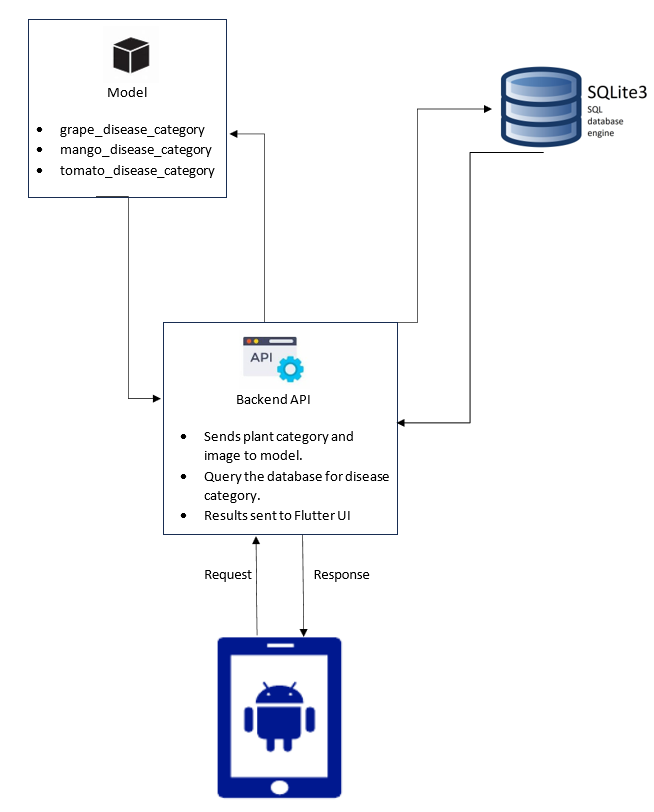 Model
grape_disease_category
mango_disease_category
tomato_disease_category
SQLite3
SQL
database
engine
API
Backend API
Sends plant category and
image to model.
Query the database for disease
category.
Results sent to Flutter UI
Request
Response